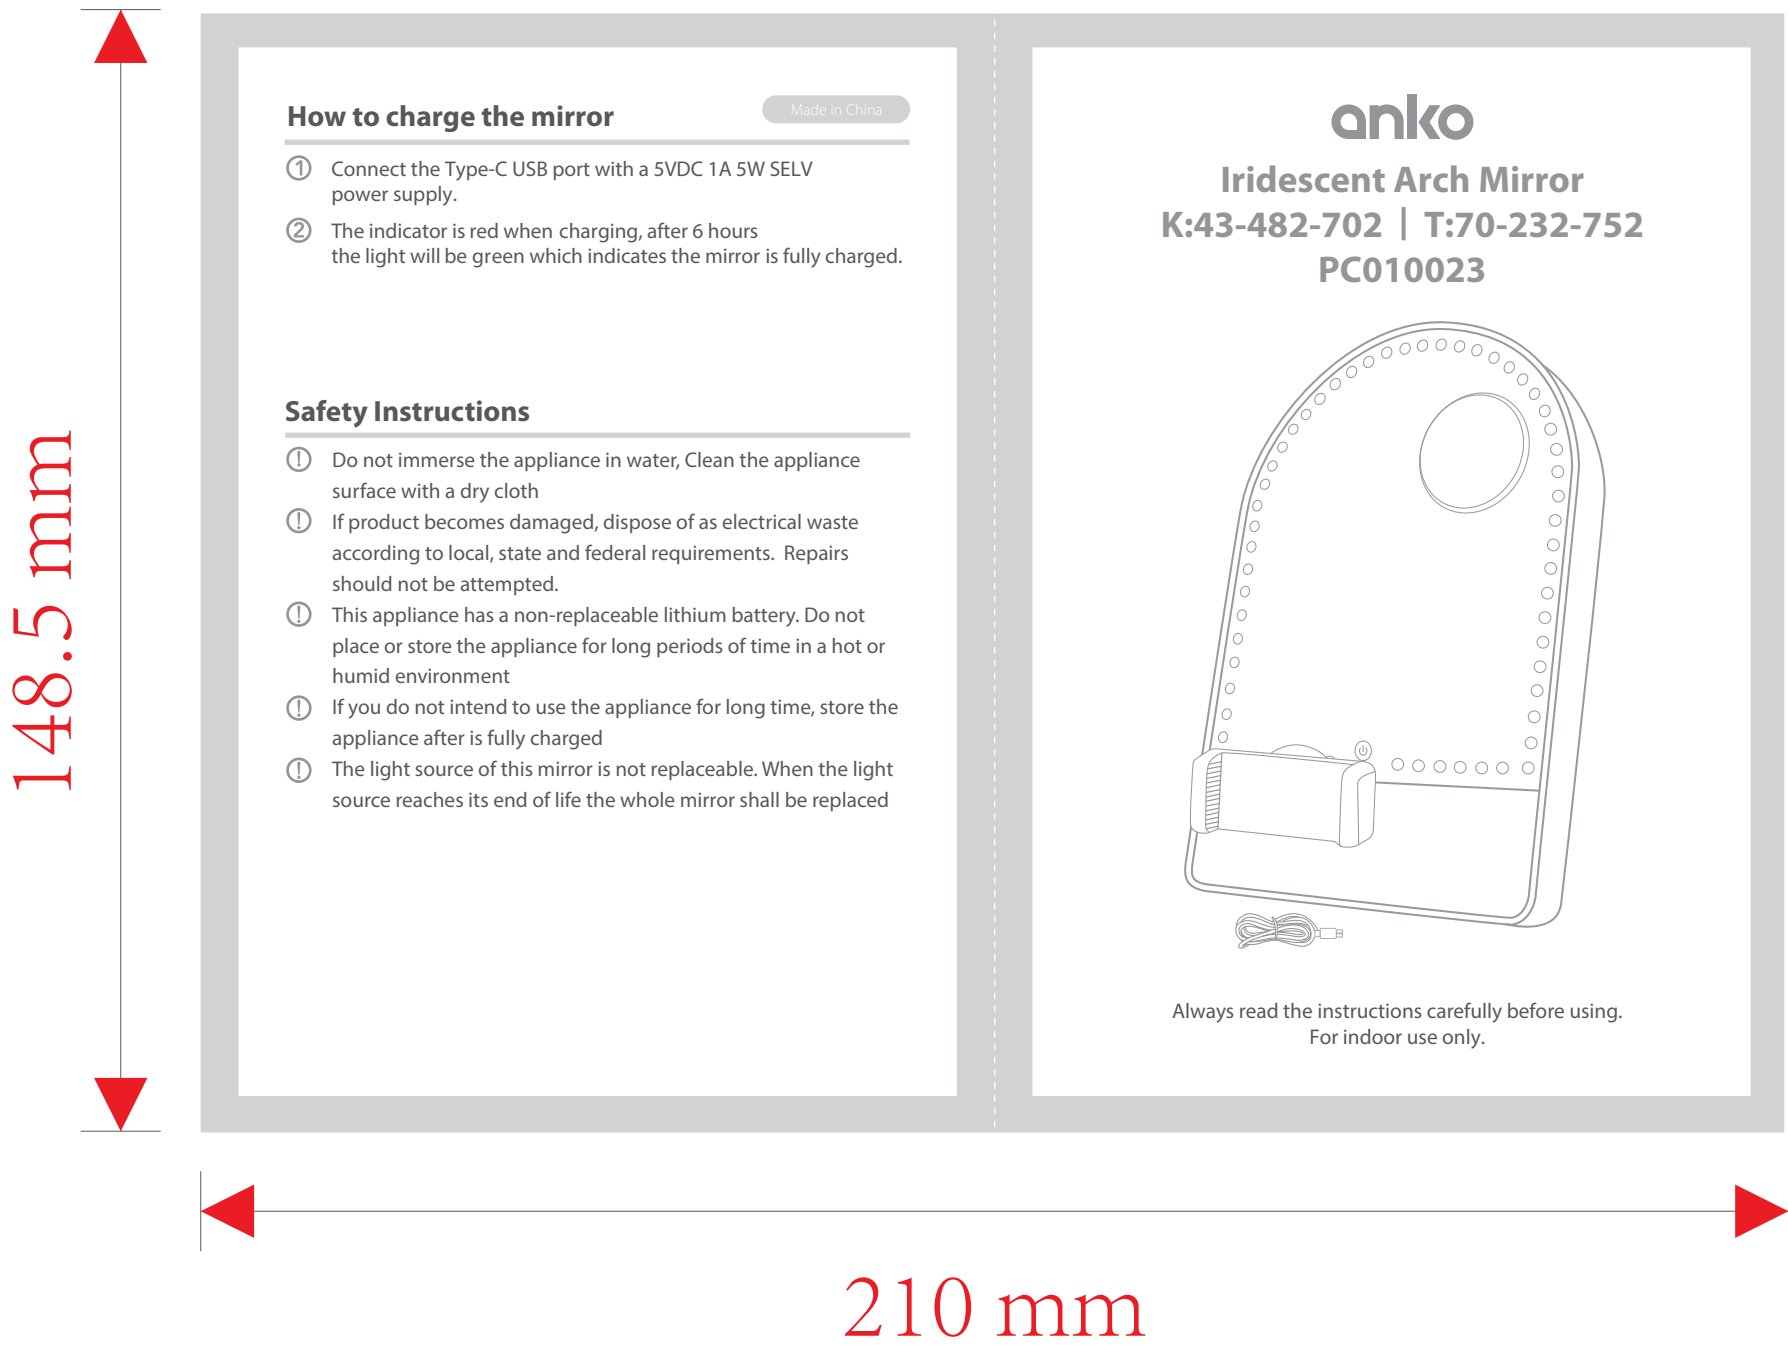 How to charge the mirror
Made in China
① Connect the Type-C USB port with a 5VDC 1A 5W SELV
power supply.
② The indicator is red when charging, after 6 hours
the light will be green which indicates the mirror is fully charged.
Safety Instructions
Do not immerse the appliance in water, Clean the appliance
surface with a dry cloth
If product becomes damaged, dispose of as electrical waste
according to local, state and federal requirements. Repairs
should not be attempted.
This appliance has a non-replaceable lithium battery. Do not
place or store the appliance for long periods of time in a hot or
humid environment
If you do not intend to use the appliance for long time, store the
appliance after is fully charged
The light source of this mirror is not replaceable. When the light
source reaches its end of life the whole mirror shall be replaced
anko
Iridescent Arch Mirror
K:43-482-702 | T:70-232-752
PC010023
Always read the instructions carefully before using.
For indoor use only.
148.5 mm
210 mm